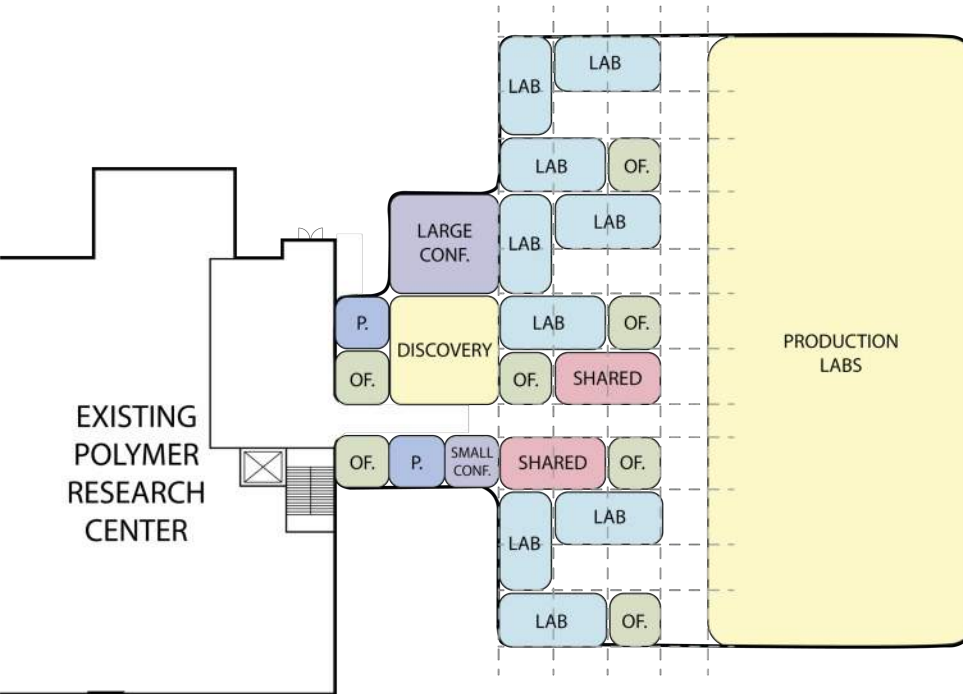 LAB
LAB
LAB
OF.
LARGE
CONF.
LAB
LAB
P.
DISCOVERY
LAB
OF.
OF.
OF.
SHARED
PRODUCTION
LABS
EXISTING
POLYMER
RESEARCH
CENTER
OF.
P.
SMALL
CONF.
SHARED
OF.
LAB
LAB
LAB
OF.